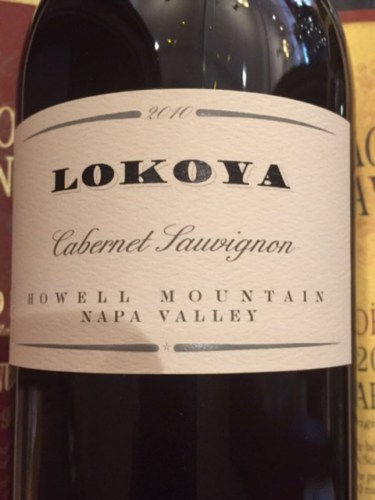 2010
LOKOYA
Cabernet Sauvignon
HOWELL MOUNTAIN
NAPA VALLEY